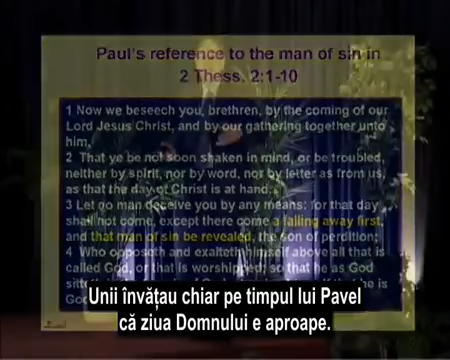 Paul's reference to the man of sin in
2 Thess. 2:1-10
1 Now we beseech you, brethren, by the coming of our
Lord Jesus Christ, and by our gathering together unto
him,
2 That ye be not soon shaken in mind, or be troubled,
neither by spirit, nor by word, nor by letter as from us,
as that the day of Christ is at hand.
3 Let no man deceive you by any means: for that day
shall not come, except there come a falling away first,
and that man of sin be revealed, the son of perdition;
4 Who opposeth and exalteth himself above all that is
called God, or that is worshipped; so that he as God
he is
Unii învățau chiar pe timpul lui Pavel
că ziua Domnului e aproape.